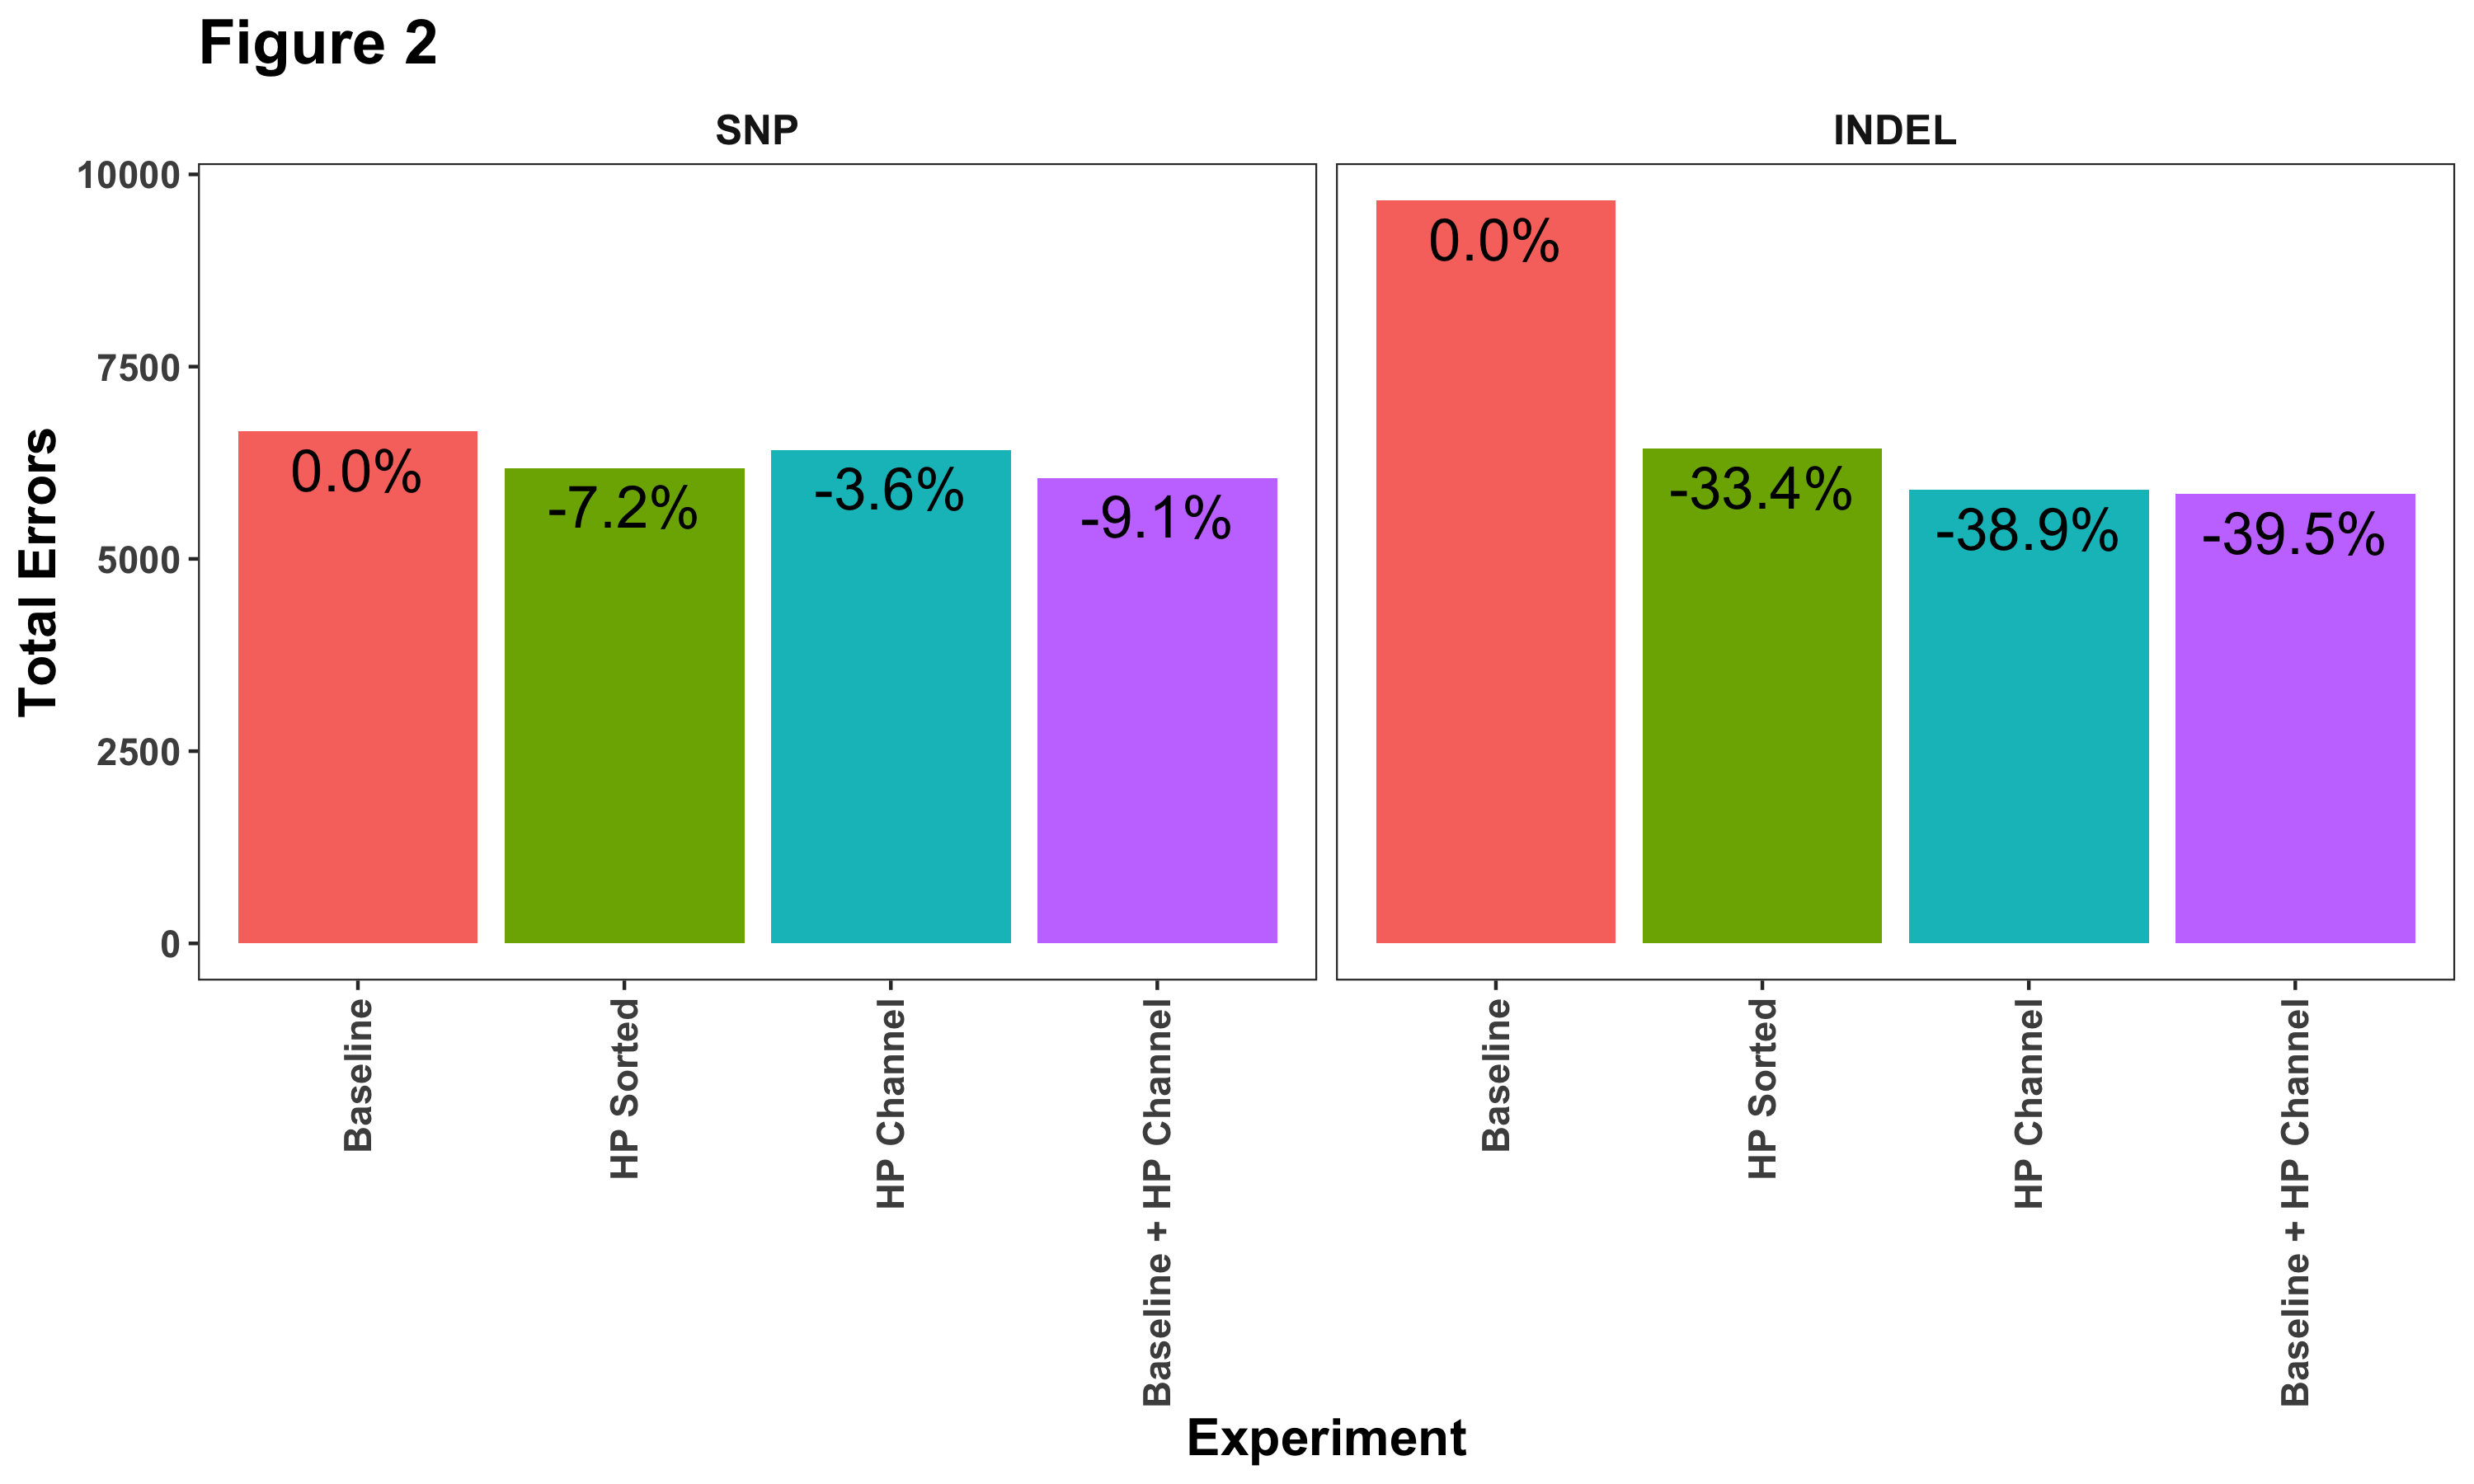 Figure 2
SNP
INDEL
Total Errors
10000
7500
5000
2500
0
0.0%
-7.2%
-3.6%
-9.1%
0.0%
-33.4%
-38.9%
-39.5%
Baseline
HP Sorted
HP Channel
Baseline + HP Channel
Baseline
HP Sorted
HP Channel
Baseline + HP Channel
Experiment